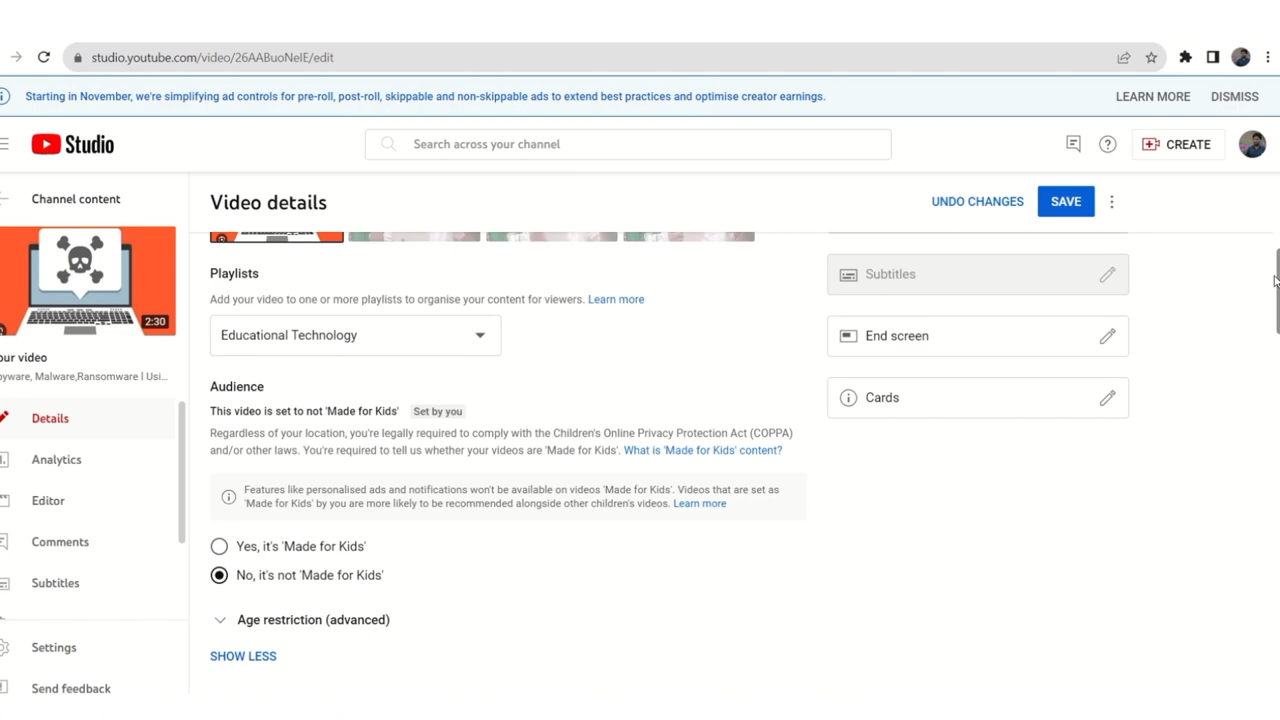 studio.youtube.com/video/26AABuoNeIE/edit
Starting in November, we're simplifying ad controls for pre-roll, post-roll, skippable and non-skippable ads to extend best practices and optimise creator earnings.
LEARN MORE
DISMISS
Studio
Search across your channel
CREATE
Channel content
2:30
our video
yware, Malware,Ransomware l Usi...
Details
Analytics
Editor
Comments
Subtitles
Settings
Send feedback
Video details
UNDO CHANGES
SAVE
Playlists
Add your video to one or more playlists to organise your content for viewers. Learn more
Educational Technology
Audience
This video is set to not 'Made for Kids' Set by you
Regardless of your location, you're legally required to comply with the Children's Online Privacy Protection Act (COPPA)
and/or other laws. You're required to tell us whether your videos are 'Made for Kids'. What is 'Made for Kids' content?
Features like personalised ads and notifications won't be available on videos 'Made for Kids'. Videos that are set as
'Made for Kids' by you are more likely to be recommended alongside other children's videos. Learn more
Yes, it's 'Made for Kids'
No, it's not 'Made for Kids'
Age restriction (advanced)
SHOW LESS
Subtitles
End screen
Cards